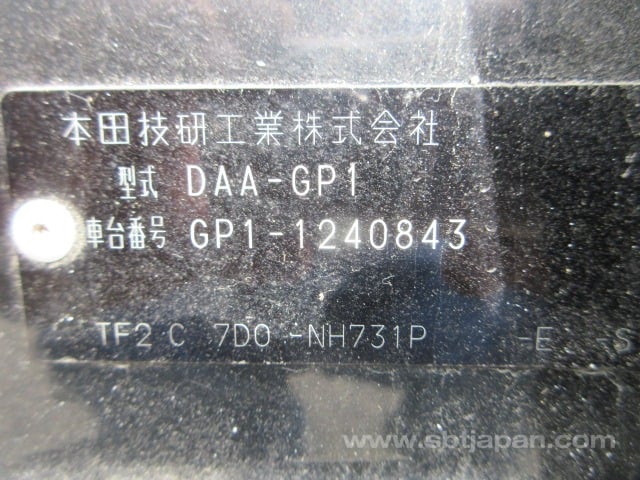 本田技研工業株式会社
型式 DAA-GP1
車台番号 GP1-1240843
TF2 C 7D0 -NH731P -E -S
www.sbtjapan.com